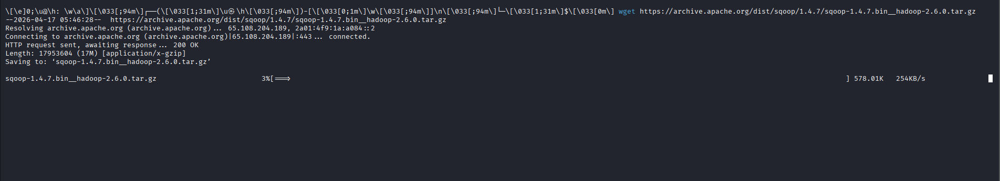 \[\e]0;\u@\h: \w\a\]\[\033[;94m\]┌──(\[\033[1;31m\]\u㉿\h\[\033[;94m\])-[\[\033[0;1m\]\w\[\033[;94m\]]\n\[\033[;94m\]└─\[\033[1;31m\]$\[\033[0m\] wget https://archive.apache.org/dist/sqoop/1.4.7/sqoop-1.4.7.bin__hadoop-2.6.0.tar.gz
--2026-04-17 05:46:28--  https://archive.apache.org/dist/sqoop/1.4.7/sqoop-1.4.7.bin__hadoop-2.6.0.tar.gz
Resolving archive.apache.org (archive.apache.org)... 65.108.204.189, 2a01:4f9:1a:a084::2
Connecting to archive.apache.org (archive.apache.org)|65.108.204.189|:443... connected.
HTTP request sent, awaiting response... 200 OK
Length: 17953604 (17M) [application/x-gzip]
Saving to: ‘sqoop-1.4.7.bin__hadoop-2.6.0.tar.gz’
sqoop-1.4.7.bin__hadoop-2.6.0.tar.gz 3%[===> ] 578.01K 254KB/s